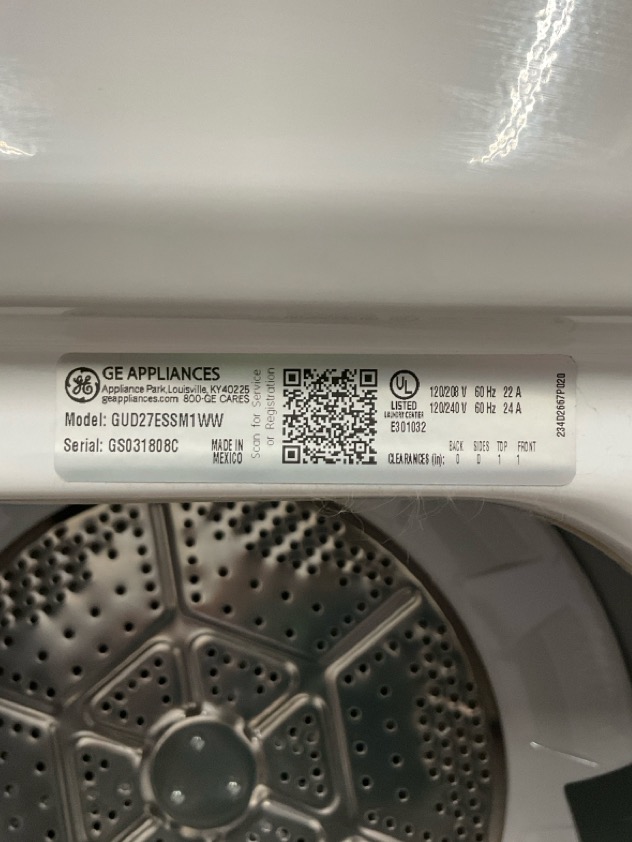 GE APPLIANCES
Appliance Park, Louisville, KY40225
geappliances.com 800-GE CARES
Model: GUD27ESSM1WW
Serial: GS031808C
MADE IN
MEXICO
Scan for Service
or Registration
UL
LISTED
LAUNDRY CENTER
E301032
120/208 V 60 Hz 22 A
120/240 V 60 Hz 24 A
BACK SIDES TOP FRONT
CLEARANCES (in): 0 0 1 1
234D2667P020